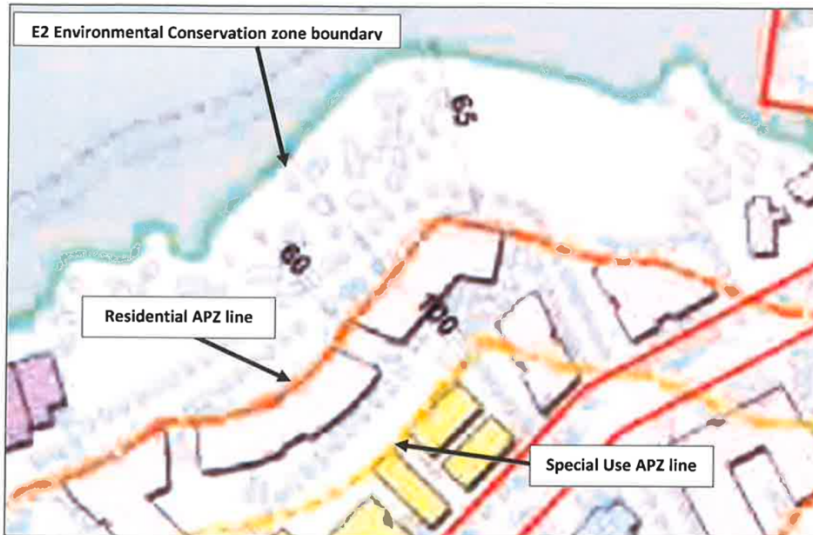 E2 Environmental Conservation zone boundary
65
60
Residential APZ line
100
Special Use APZ line